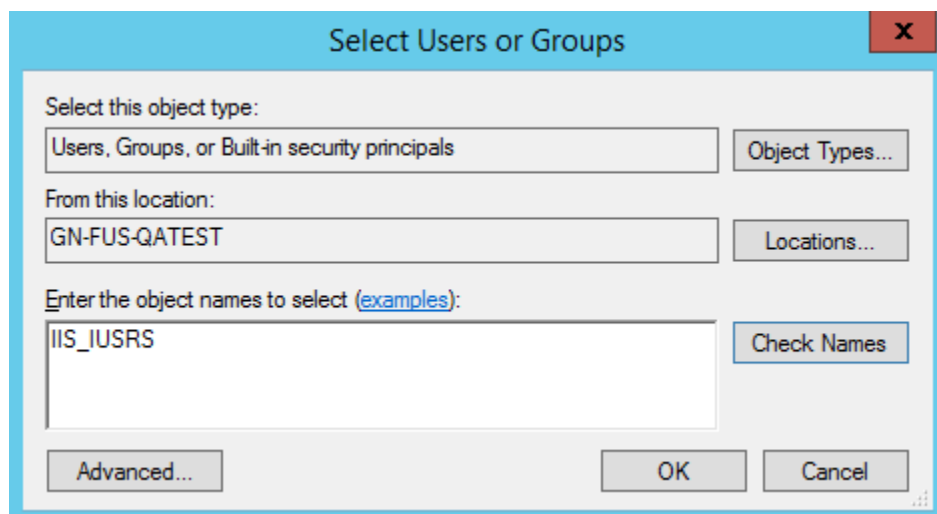 Select Users or Groups
x
Select this object type:
Users, Groups, or Built-in security principals
Object Types...
From this location:
GN-FUS-QATEST
Locations...
Enter the object names to select (examples):
IIS_IUSRS
Check Names
Advanced...
OK
Cancel